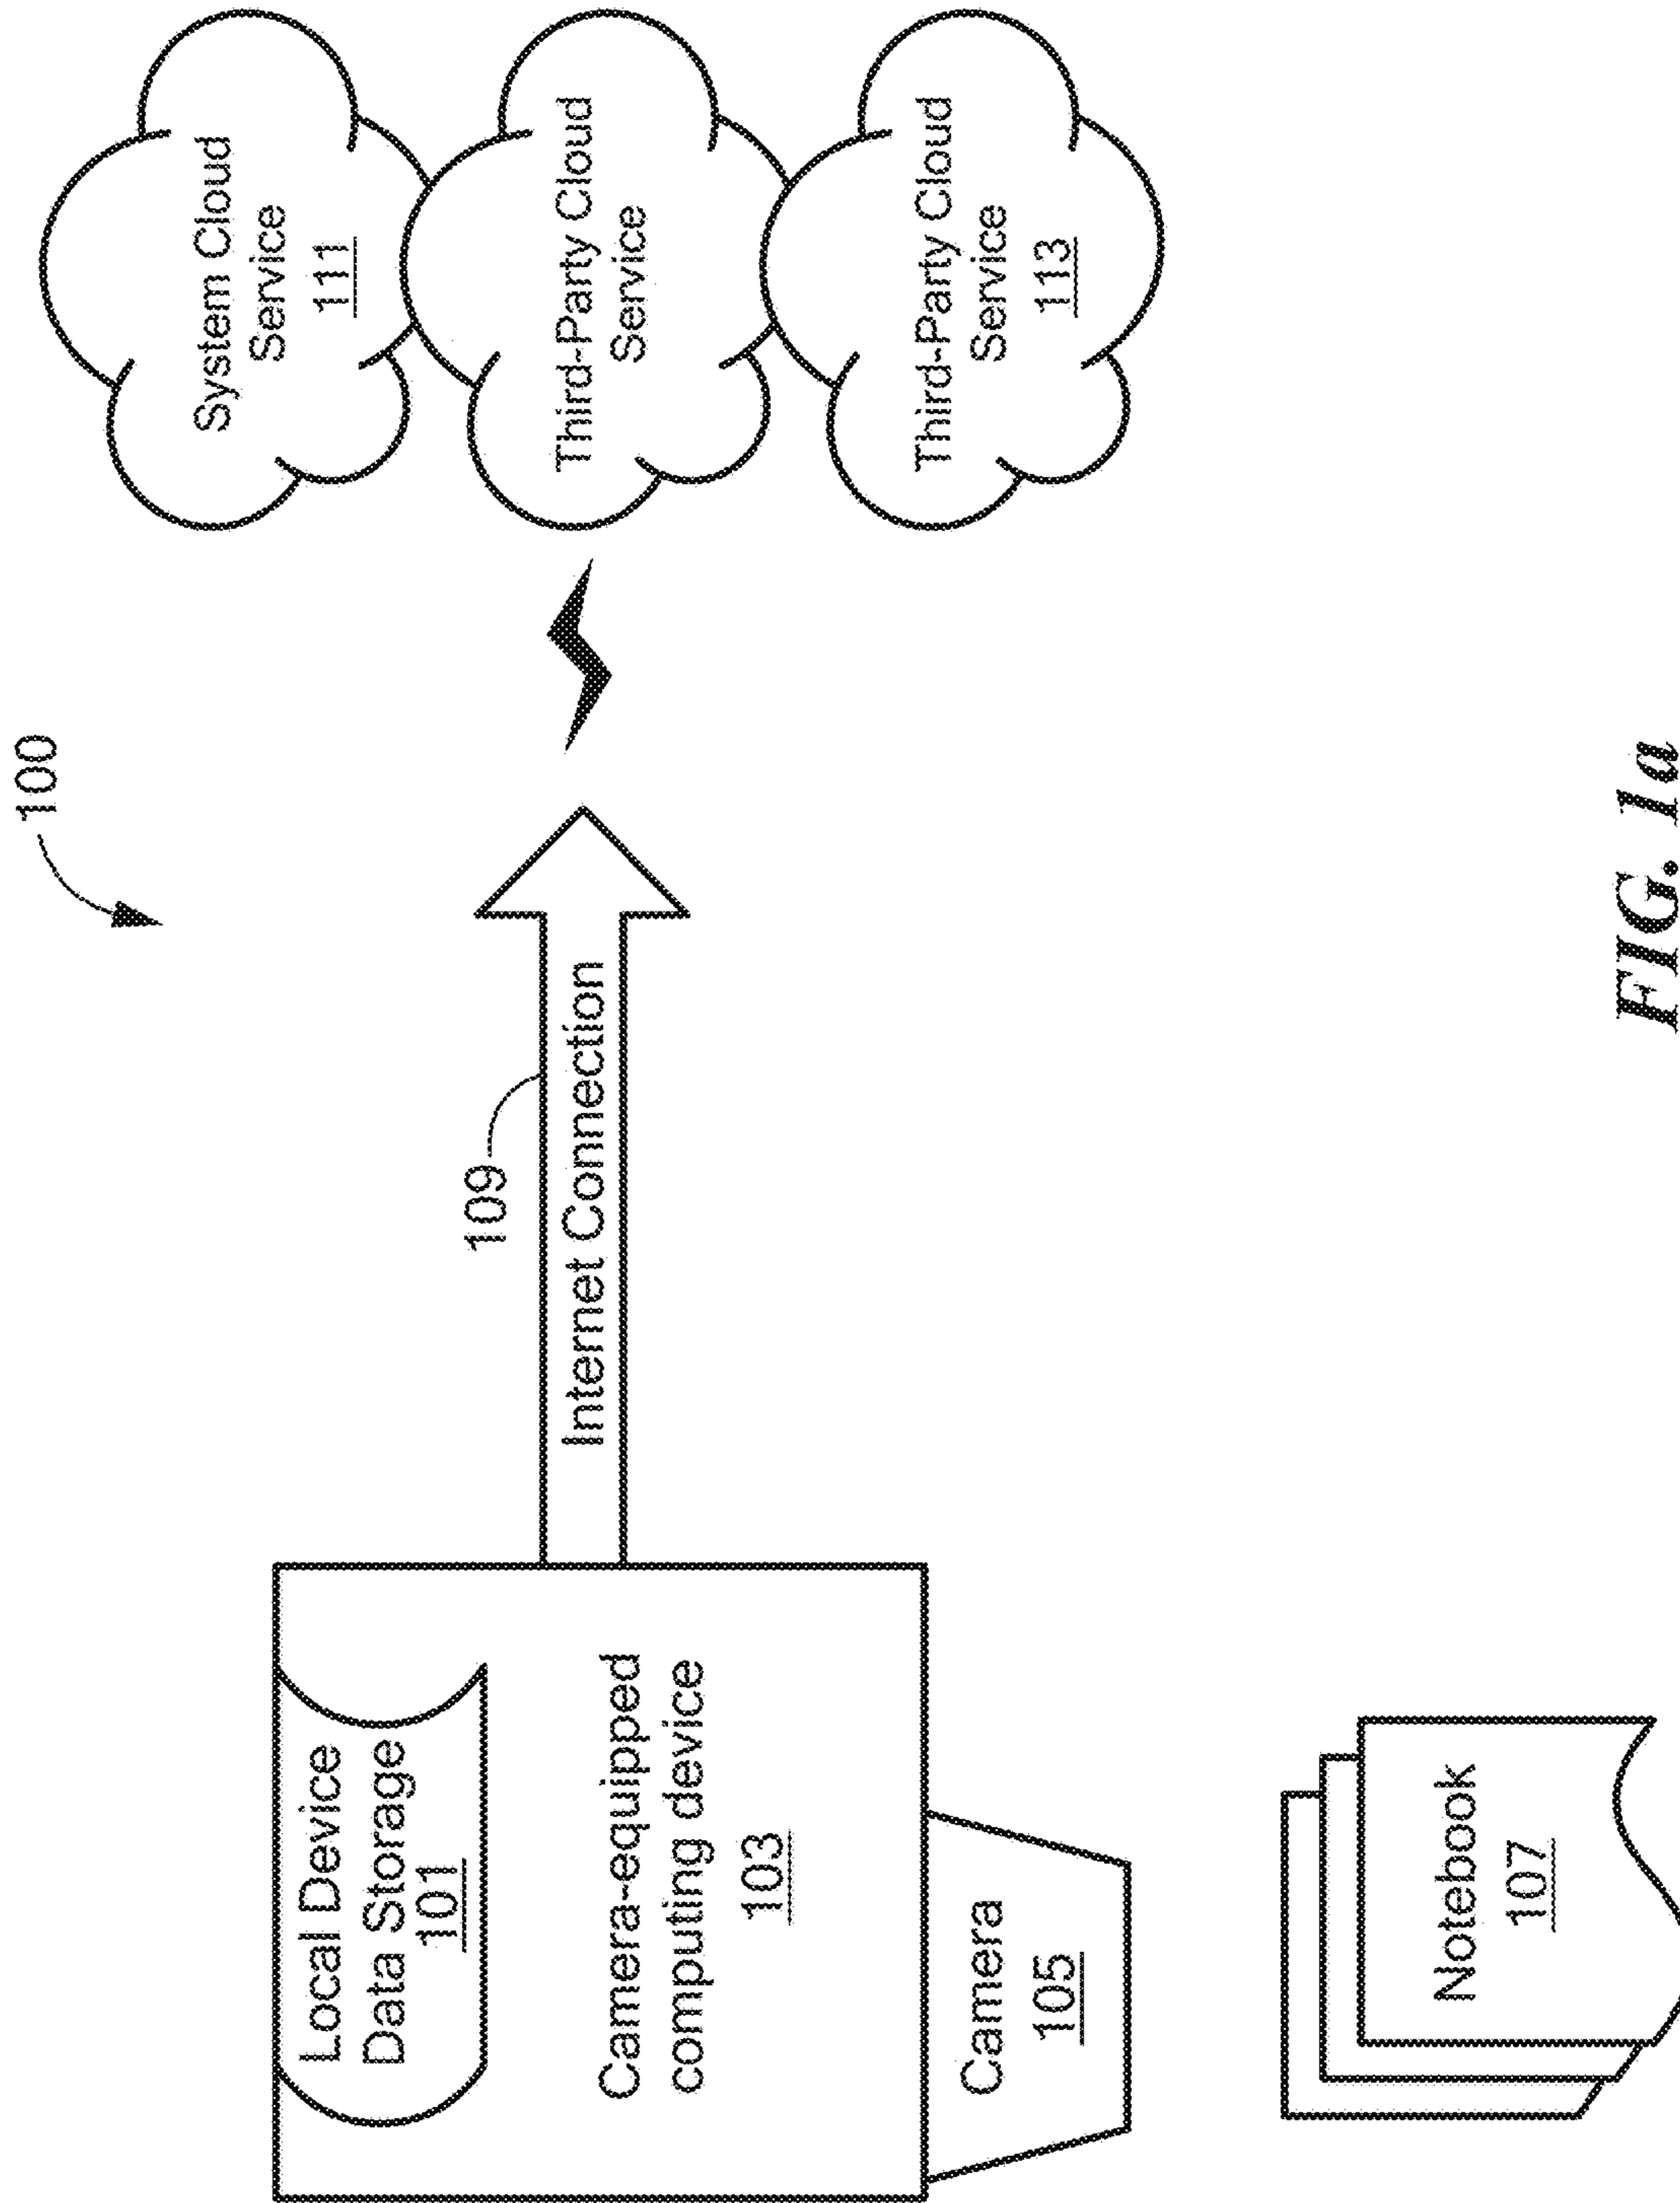 100
Local Device
Data Storage
101
Camera-equipped
computing device
103
Camera
105
Notebook
107
109
Internet Connection
System Cloud
Service
111
Third-Party Cloud
Service
Third-Party Cloud
Service
113
FIG. 1a